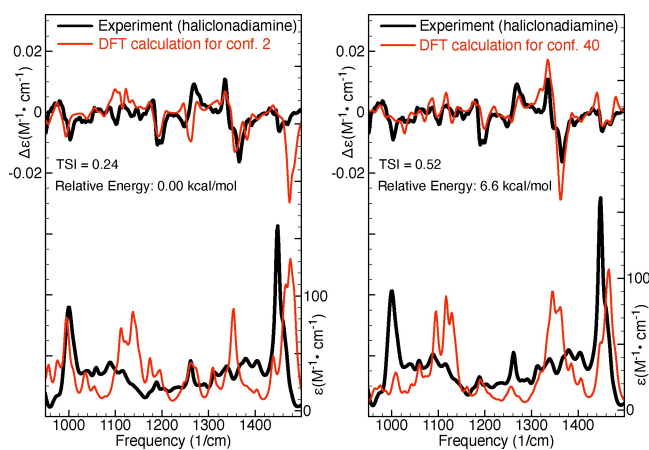 Experiment (haliclonadiamine)
DFT calculation for conf. 2
0.02
0
-0.02
Δε(M⁻¹• cm⁻¹)
TSI = 0.24
Relative Energy: 0.00 kcal/mol
100
0
ε(M⁻¹• cm⁻¹)
1000 1100 1200 1300 1400
Frequency (1/cm)
Experiment (haliclonadiamine)
DFT calculation for conf. 40
0.02
0
-0.02
Δε(M⁻¹• cm⁻¹)
TSI = 0.52
Relative Energy: 6.6 kcal/mol
100
0
ε(M⁻¹• cm⁻¹)
1000 1100 1200 1300 1400
Frequency (1/cm)